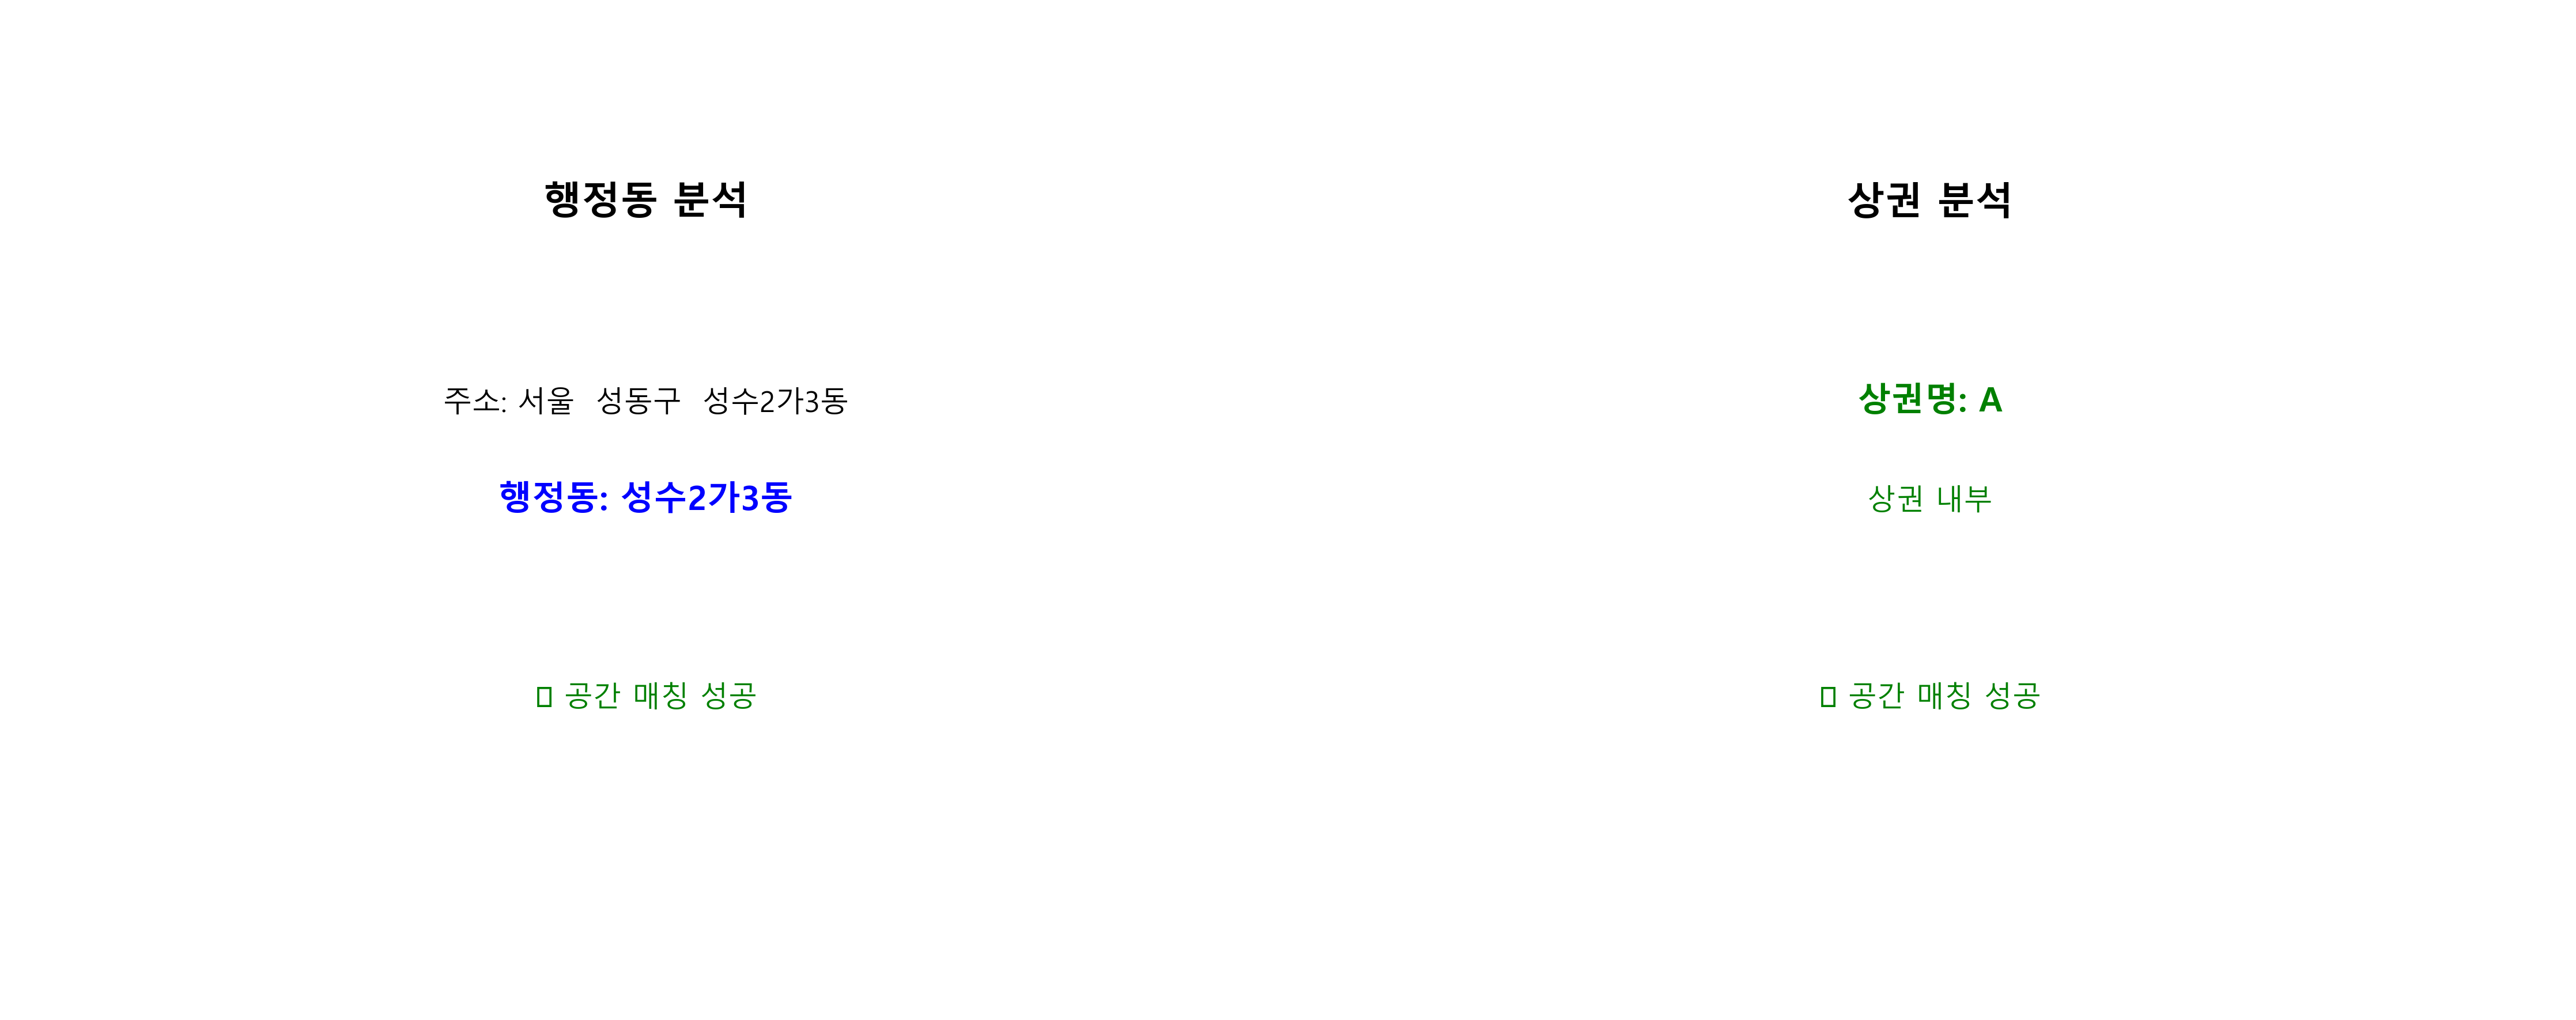 행정동 분석
주소: 서울 성동구 성수2가3동
행정동: 성수2가3동
▯ 공간 매칭 성공
상권 분석
상권명: A
상권 내부
▯ 공간 매칭 성공